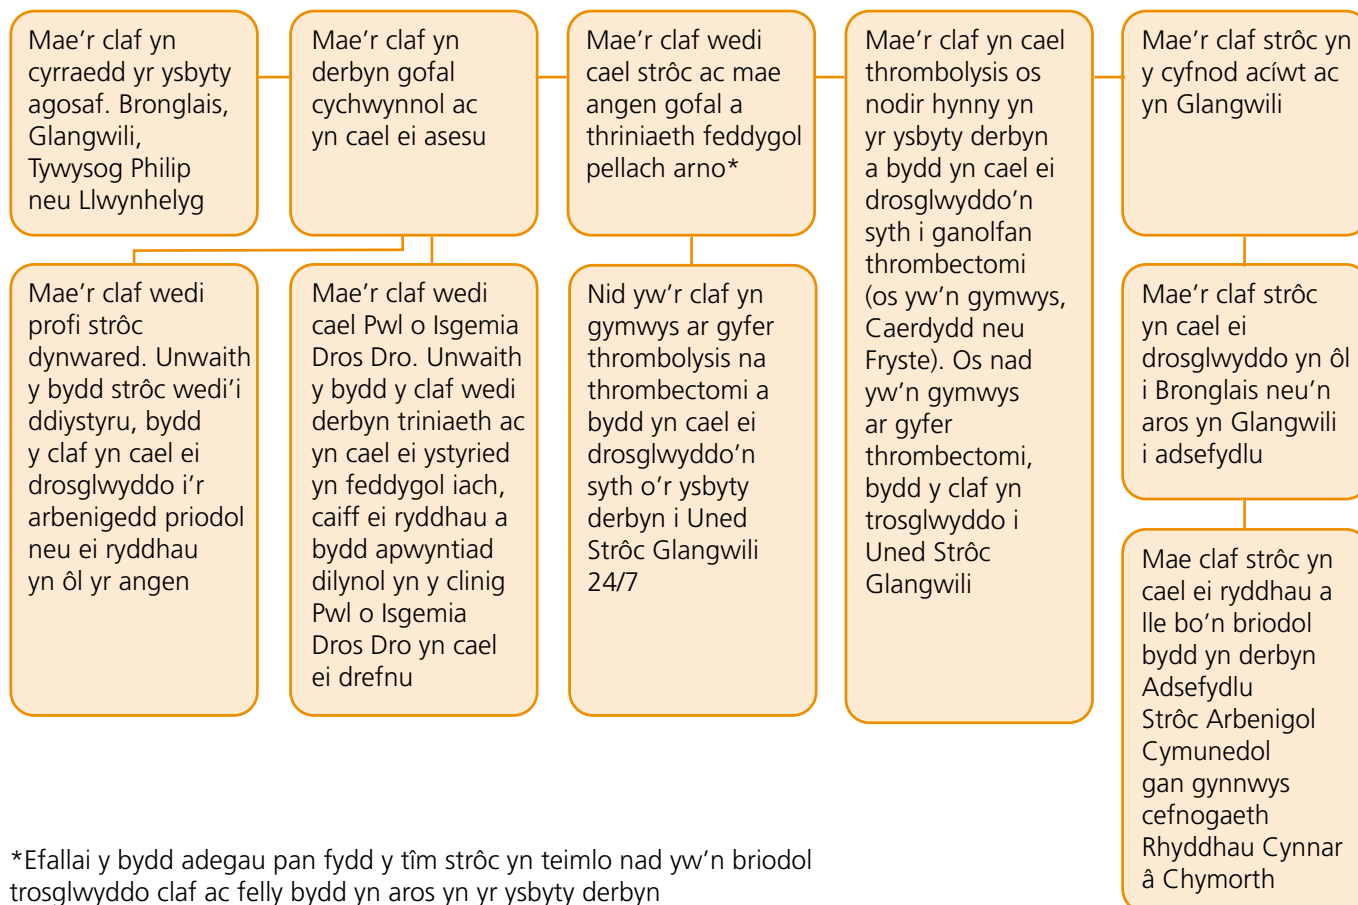 Mae'r claf yn
cyrraedd yr ysbyty
agosaf. Bronglais,
Glangwili,
Tywysog Philip
neu Llwynhelyg
Mae'r claf yn
derbyn gofal
cychwynnol ac
yn cael ei asesu
Mae'r claf wedi
cael strôc ac mae
angen gofal a
thriniaeth feddygol
pellach arno*
Mae'r claf yn cael
thrombolysis os
nodir hynny yn
yr ysbyty derbyn
a bydd yn cael ei
drosglwyddo’n
syth i ganolfan
thrombectomi
(os yw’n gymwys,
Caerdydd neu
Fryste). Os nad
yw’n gymwys
ar gyfer
thrombectomi,
bydd y claf yn
trosglwyddo i
Uned Strôc
Glangwili
Mae'r claf strôc yn
y cyfnod acíwt ac
yn Glangwili
Mae'r claf wedi
profi strôc
dynwared. Unwaith
y bydd strôc wedi’i
ddiystyru, bydd
y claf yn cael ei
drosglwyddo i’r
arbenigedd priodol
neu ei ryddhau
yn ôl yr angen
Mae'r claf wedi
cael Pwl o Isgemia
Dros Dro. Unwaith
y bydd y claf wedi
derbyn triniaeth ac
yn cael ei ystyried
yn feddygol iach,
caiff ei ryddhau a
bydd apwyntiad
dilynol yn y clinig
Pwl o Isgemia
Dros Dro yn cael
ei drefnu
Nid yw’r claf yn
gymwys ar gyfer
thrombolysis na
thrombectomi a
bydd yn cael ei
drosglwyddo’n
syth o’r ysbyty
derbyn i Uned
Strôc Glangwili
24/7
Mae'r claf strôc
yn cael ei
drosglwyddo yn ôl
i Bronglais neu’n
aros yn Glangwili
i adsefydlu
Mae claf strôc yn
cael ei ryddhau a
lle bo’n briodol
bydd yn derbyn
Adsefydlu
Strôc Arbenigol
Cymunedol
gan gynnwys
cefnogaeth
Rhyddhau Cynnar
â Chymorth
*Efallai y bydd adegau pan fydd y tîm strôc yn teimlo nad yw’n briodol
trosglwyddo claf ac felly bydd yn aros yn yr ysbyty derbyn